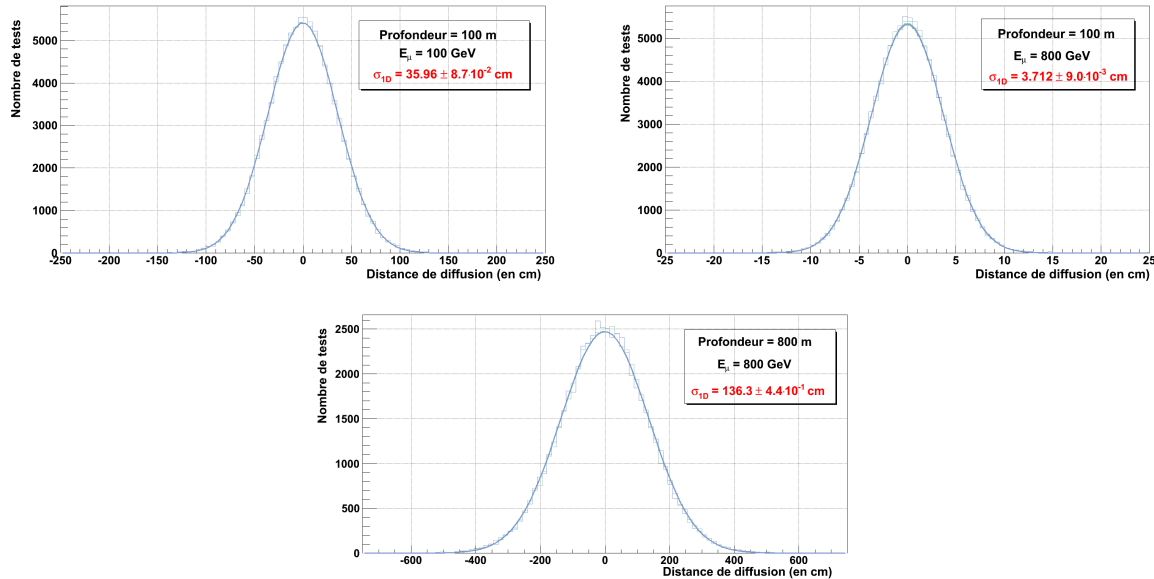 Nombre de tests
5000
4000
3000
2000
1000
0
-250 -200 -150 -100 -50 0 50 100 150 200 250
Distance de diffusion (en cm)
Profondeur = 100 m
Eμ = 100 GeV
σ1D = 35.96 ± 8.7·10-2 cm
Nombre de tests
5000
4000
3000
2000
1000
0
-25 -20 -15 -10 -5 0 5 10 15 20 25
Distance de diffusion (en cm)
Profondeur = 100 m
Eμ = 800 GeV
σ1D = 3.712 ± 9.0·10-3 cm
Nombre de tests
2500
2000
1500
1000
500
0
-600 -400 -200 0 200 400 600
Distance de diffusion (en cm)
Profondeur = 800 m
Eμ = 800 GeV
σ1D = 136.3 ± 4.4·10-1 cm